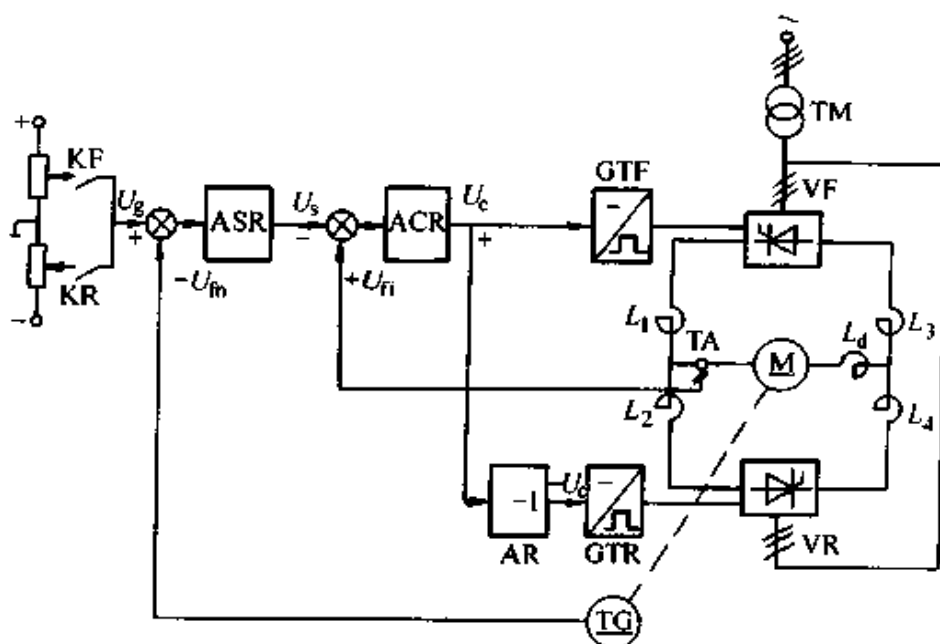 TM
+
KF
KR
−
U_g
+
−U_fn
ASR
U_s
−
+U_fi
ACR
U_c
+
GTF
−
VF
L_1
L_2
TA
M
L_d
L_3
L_4
−1
AR
−
GTR
VR
TG